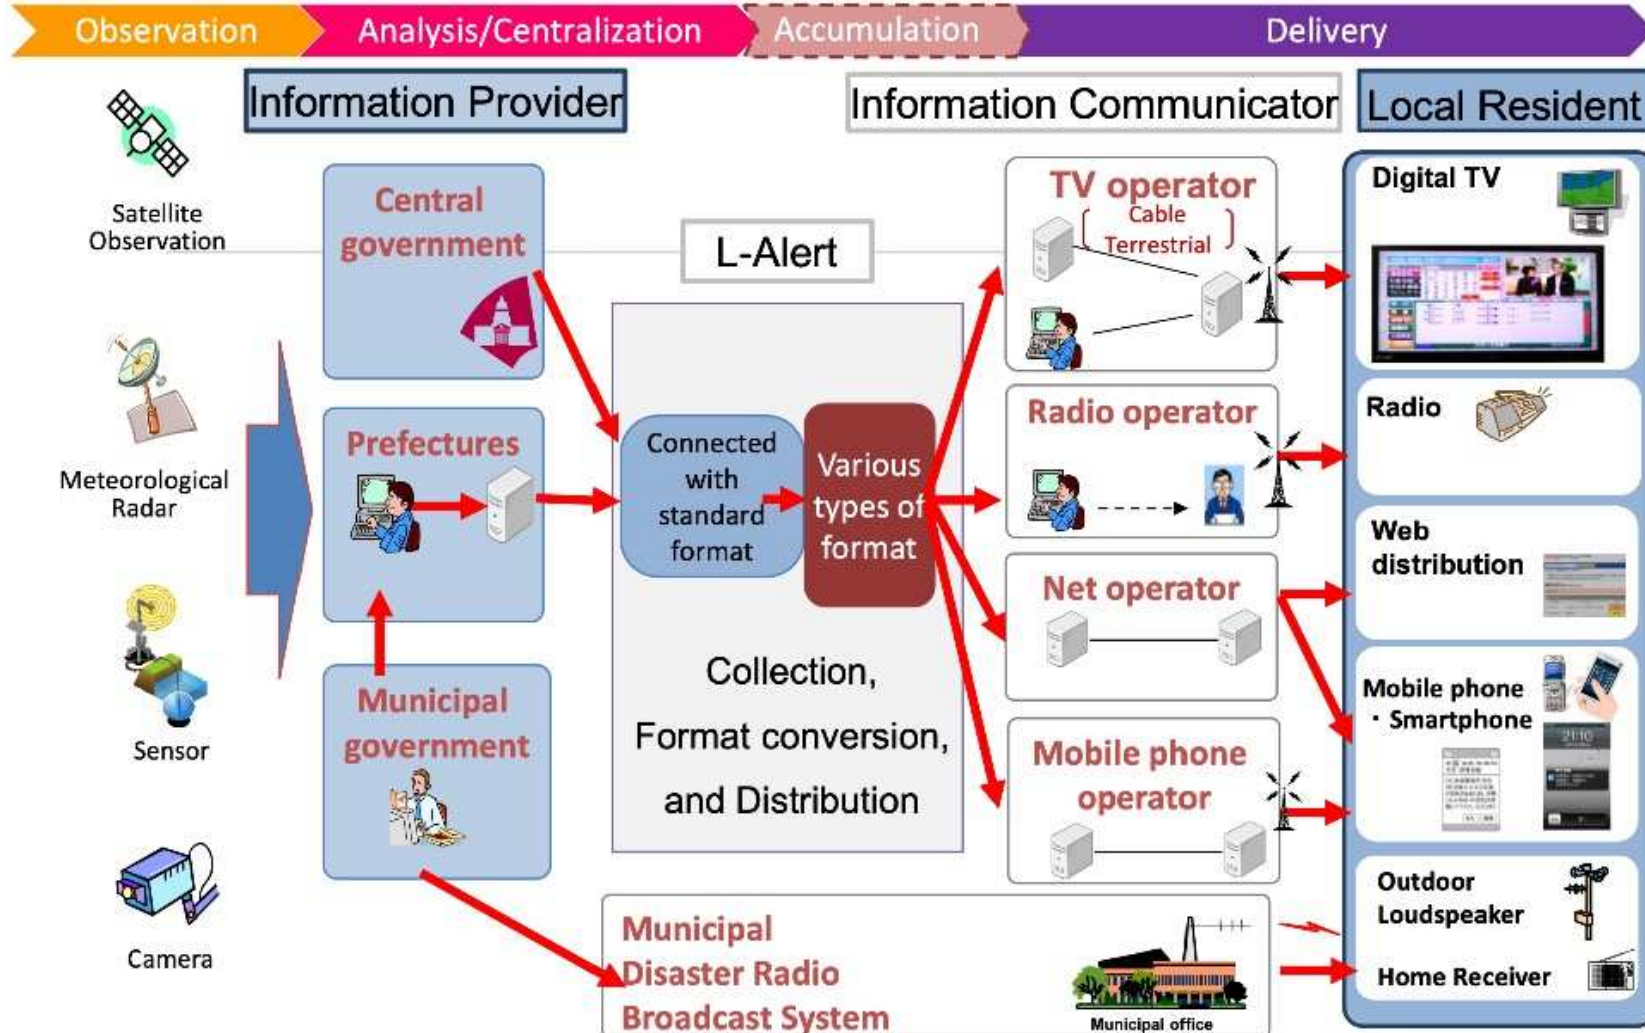 Observation
Analysis/Centralization
Accumulation
Delivery
Information Provider
Information Communicator
Local Resident
Satellite
Observation
Meteorological
Radar
Sensor
Camera
Central
government
Prefectures
Municipal
government
L-Alert
Connected
with
standard
format
Various
types of
format
Collection,
Format conversion,
and Distribution
TV operator
Cable
Terrestrial
Radio operator
Net operator
Mobile phone
operator
Municipal
Disaster Radio
Broadcast System
Municipal office
Digital TV
Radio
Web
distribution
Mobile phone
・Smartphone
21:10
Outdoor
Loudspeaker
Home Receiver